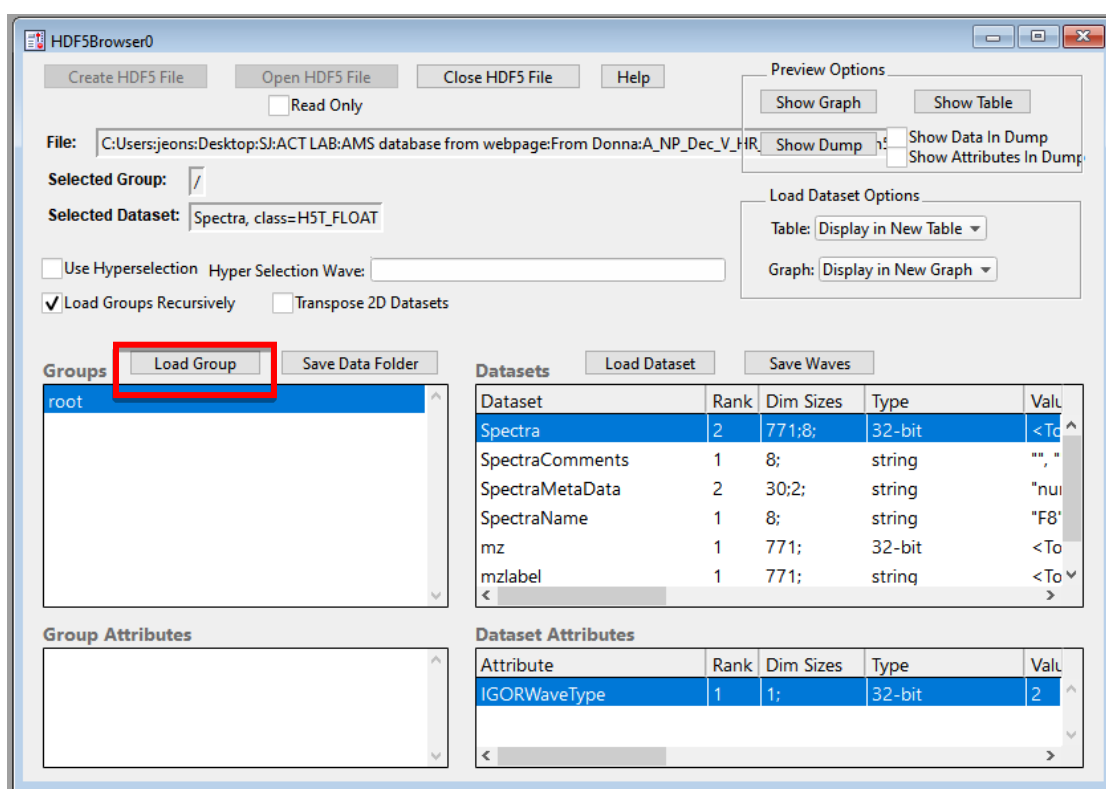 HDF5Browser0
Create HDF5 File Open HDF5 File Close HDF5 File Help
Read Only
Preview Options
Show Graph Show Table
File: C:Users:jeons:Desktop:SJ:ACT LAB:AMS database from webpage:From Donna:A_NP_Dec_V_HR_
Show Dump Show Data In Dump
Show Attributes In Dump
Selected Group: /
Selected Dataset: Spectra, class=H5T_FLOAT
Load Dataset Options
Table: Display in New Table
Graph: Display in New Graph
Use Hyperselection Hyper Selection Wave:
Load Groups Recursively Transpose 2D Datasets
Groups Load Group Save Data Folder
root
Datasets Load Dataset Save Waves
Dataset Rank Dim Sizes Type Valu
Spectra 2 771;8; 32-bit <To
SpectraComments 1 8; string "", "
SpectraMetaData 2 30;2; string "nur
SpectraName 1 8; string "F8"
mz 1 771; 32-bit <To
mzlabel 1 771; string <To
Group Attributes
Dataset Attributes
Attribute Rank Dim Sizes Type Valu
IGORWaveType 1 1; 32-bit 2